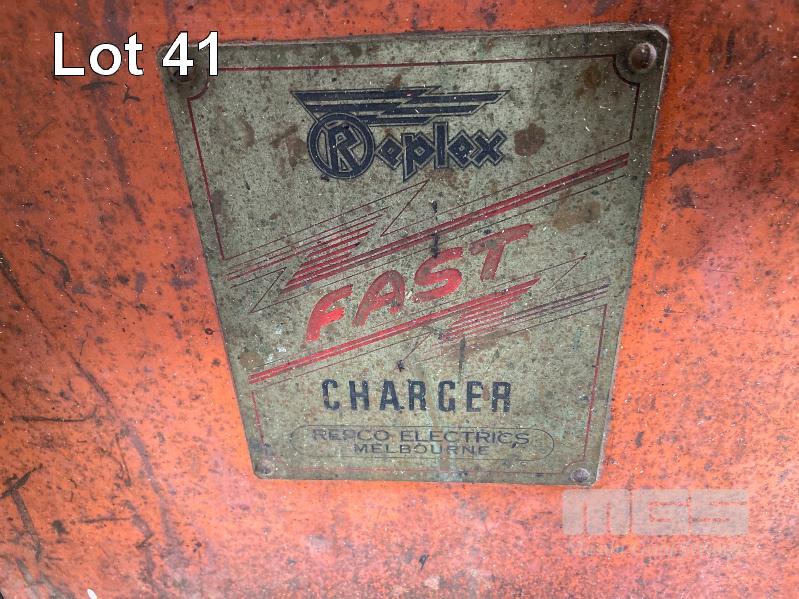 Lot 41
Replex
FAST
CHARGER
REPCO ELECTRICS
MELBOURNE
MGS